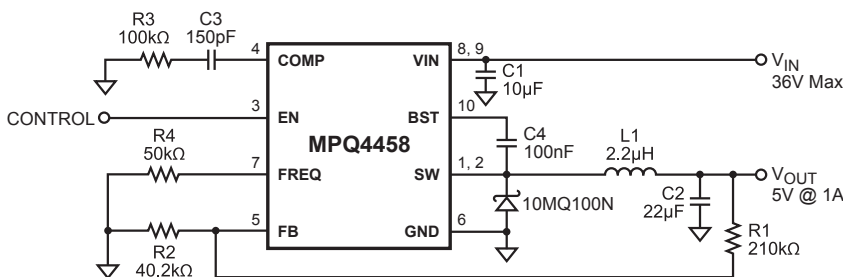 R3
100kΩ
C3
150pF
4
COMP
VIN
8, 9
VIN
36V Max
C1
10µF
CONTROL
3
EN
BST
10
MPQ4458
C4
100nF
L1
2.2µH
R4
50kΩ
7
FREQ
SW
1, 2
VOUT
5V @ 1A
10MQ100N
C2
22µF
R1
210kΩ
R2
40.2kΩ
5
FB
GND
6